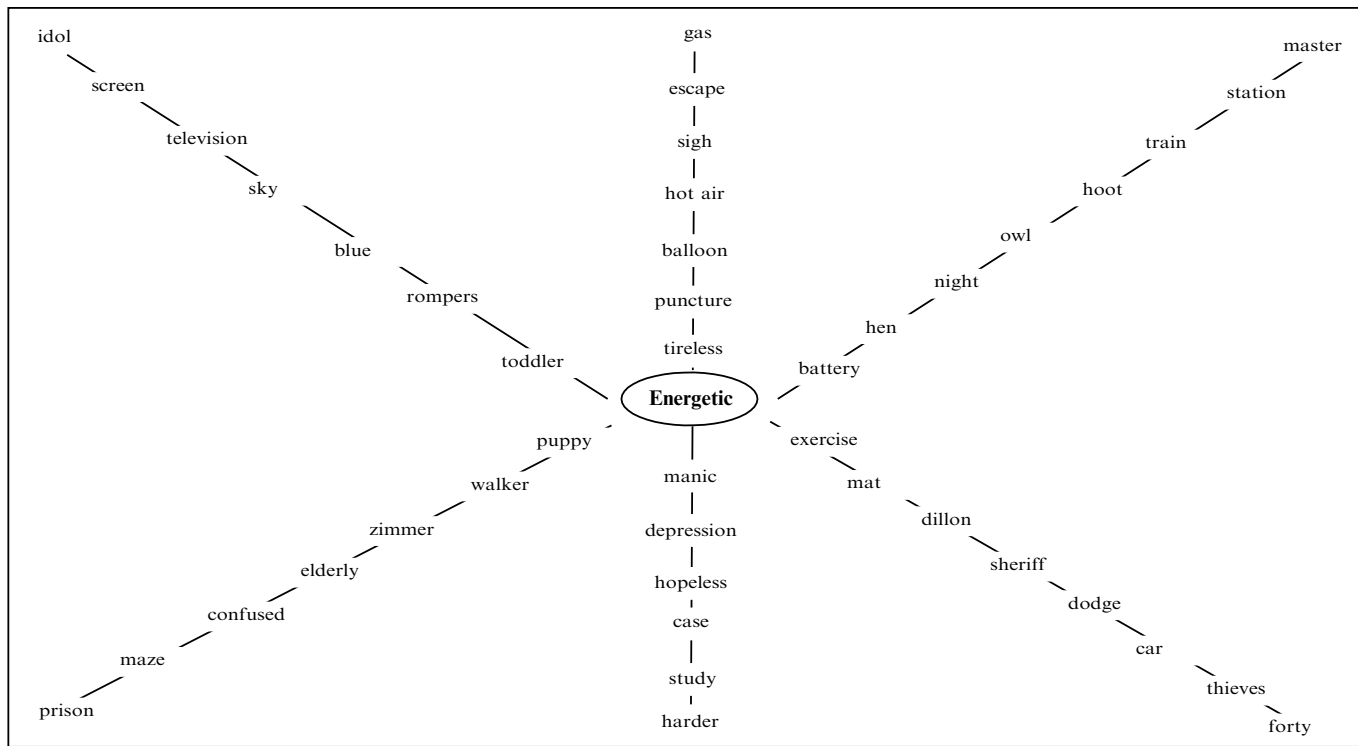 idol
gas
master
screen
escape
station
television
sigh
train
sky
hot air
hoot
blue
balloon
owl
rompers
puncture
night
toddler
tireless
hen
battery
Energetic
puppy
exercise
walker
manic
mat
zimmer
depression
dillon
elderly
hopeless
sheriff
confused
case
dodge
maze
study
car
prison
harder
thieves
forty